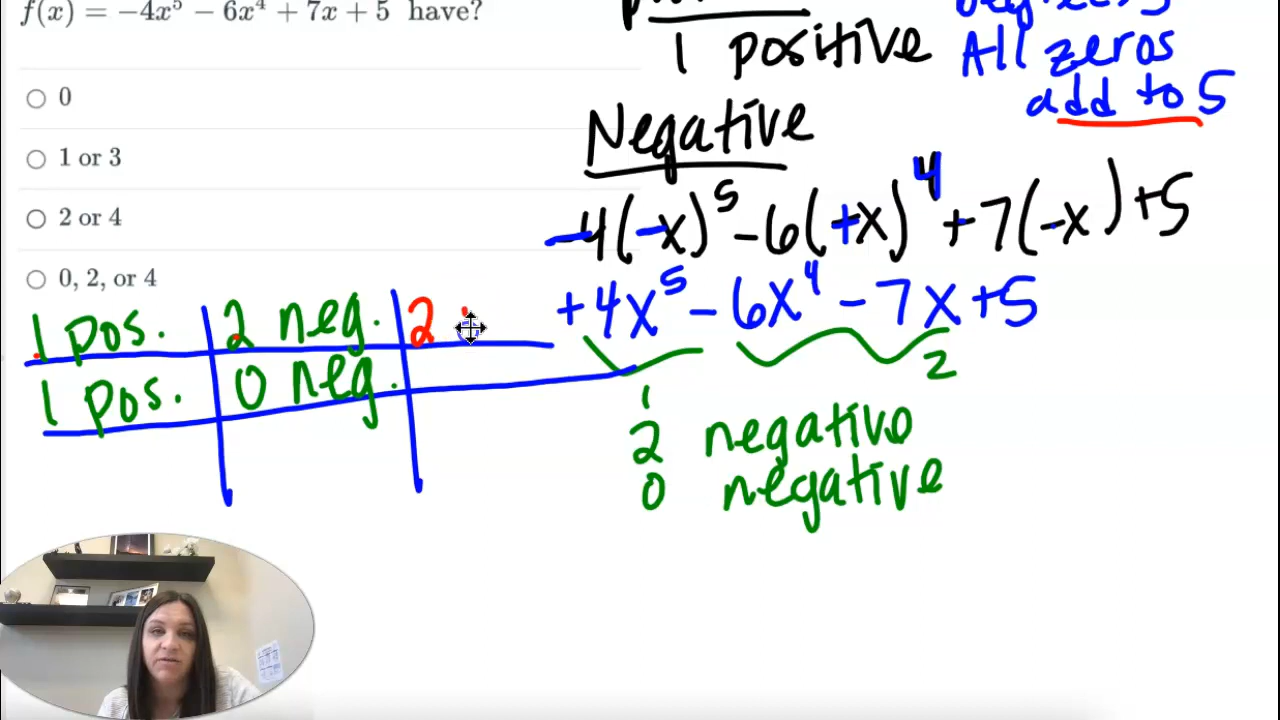 f(x) = −4x⁵ − 6x⁴ + 7x + 5 have?
0
1 or 3
2 or 4
0, 2, or 4
1 positive
All zeros
add to 5
Negative
-4(-x)⁵ -6(+x)⁴ +7(-x) +5
+4x⁵ - 6x⁴ - 7x +5
1
2
2 negative
0 negative
1 pos. 2 neg. 2 i
1 pos. 0 neg.